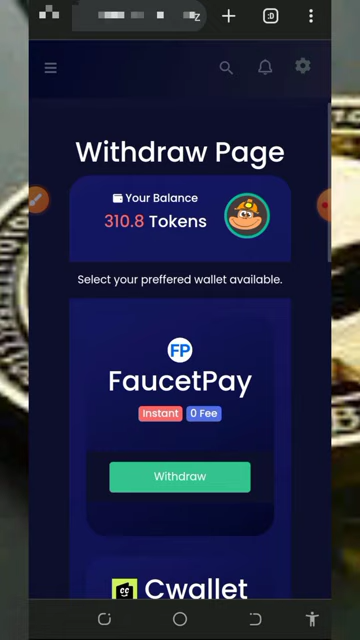 z
:D
Withdraw Page
Your Balance
310.8 Tokens
Select your preffered wallet available.
FP
FaucetPay
Instant
0 Fee
Withdraw
cc
Cwallet